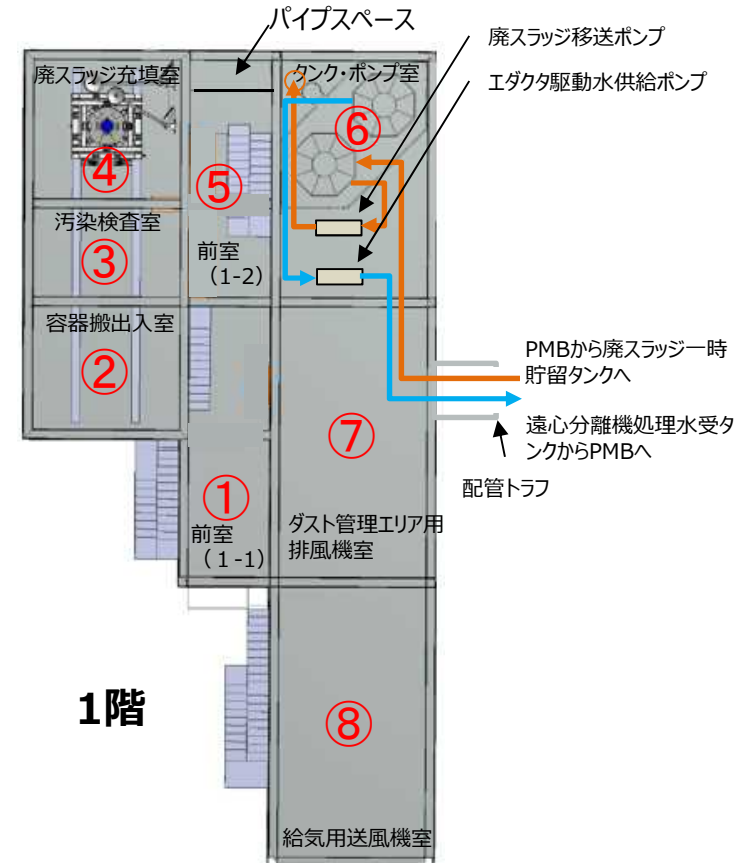 パイプスペース
廃スラッジ移送ポンプ
エダクタ駆動水供給ポンプ
廃スラッジ充填室
タンク・ポンプ室
⑥
④
⑤
汚染検査室
③
前室
（1-2）
容器搬出入室
②
PMBから廃スラッジ一時
貯留タンクへ
遠心分離機処理水受タ
ンクからPMBへ
配管トラフ
⑦
①
前室
（１-1）
ダスト管理エリア用
排風機室
1階
⑧
給気用送風機室